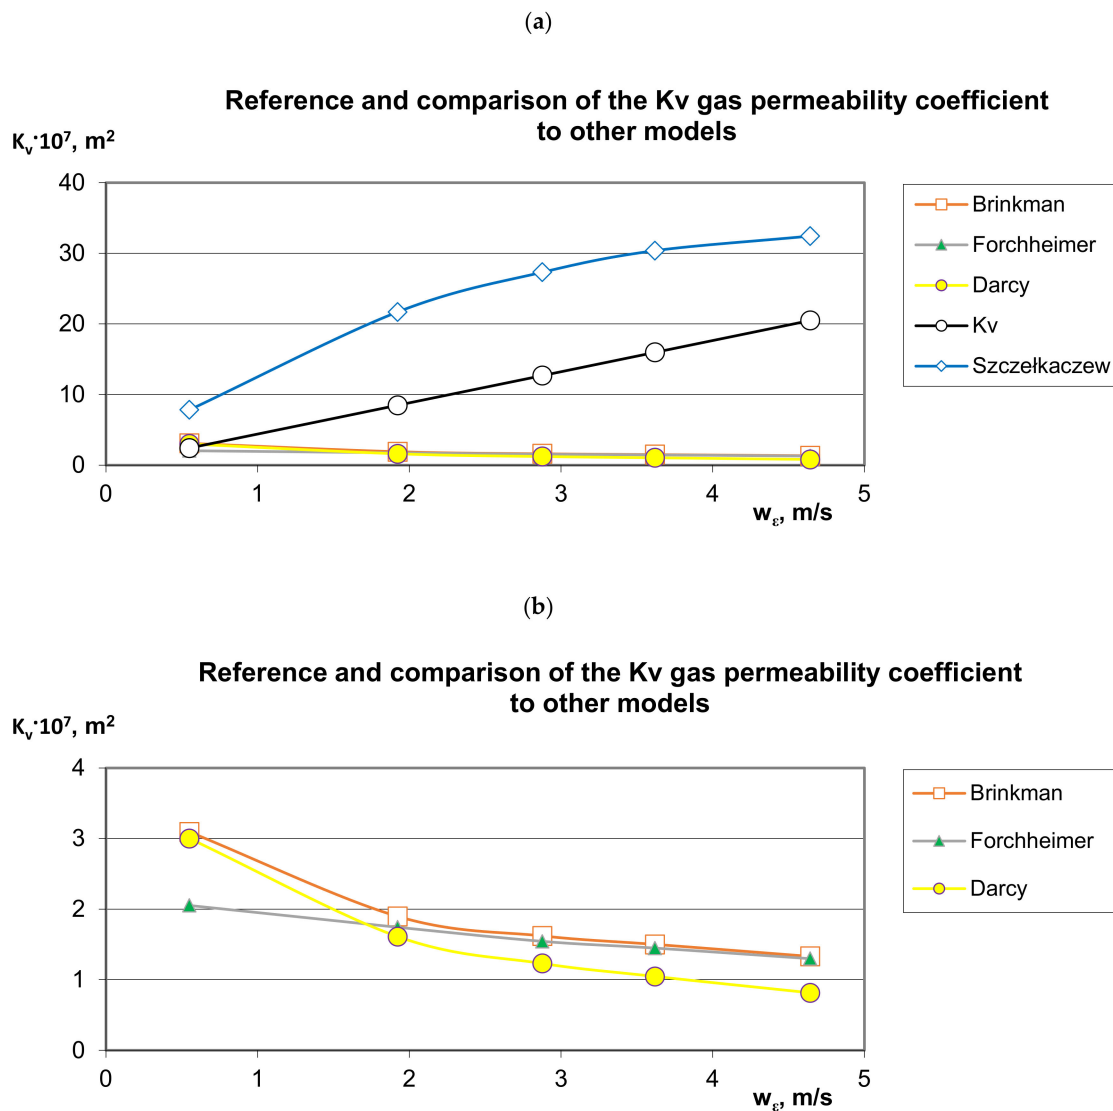 (a)
Reference and comparison of the Kv gas permeability coefficient
to other models
Kᵥ·10⁷, m²
40
30
20
10
0
0 1 2 3 4 5
wε, m/s
Brinkman
Forchheimer
Darcy
Kv
Szczełkaczew
(b)
Reference and comparison of the Kv gas permeability coefficient
to other models
Kᵥ·10⁷, m²
4
3
2
1
0
0 1 2 3 4 5
wε, m/s
Brinkman
Forchheimer
Darcy